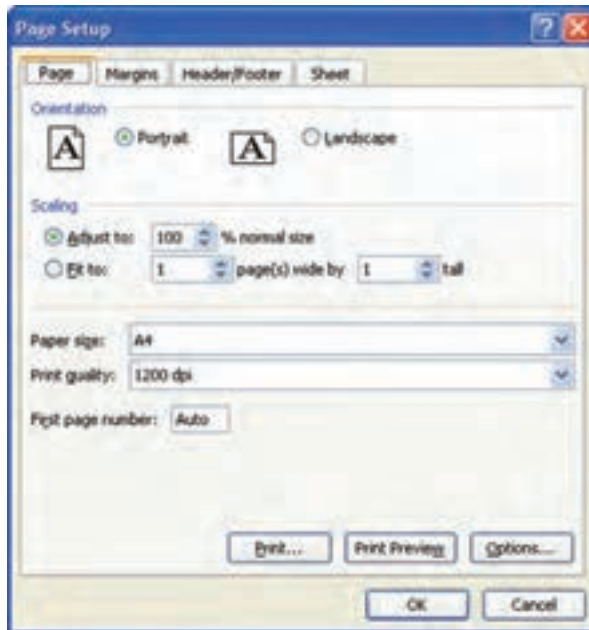 Page Setup
Page Margins Header/Footer Sheet
Orientation
A Portrait A Landscape
Scaling
Adjust to: 100 % normal size
Fit to: 1 page(s) wide by 1 tall
Paper size: A4
Print quality: 1200 dpi
First page number: Auto
Print... Print Preview Options...
OK Cancel